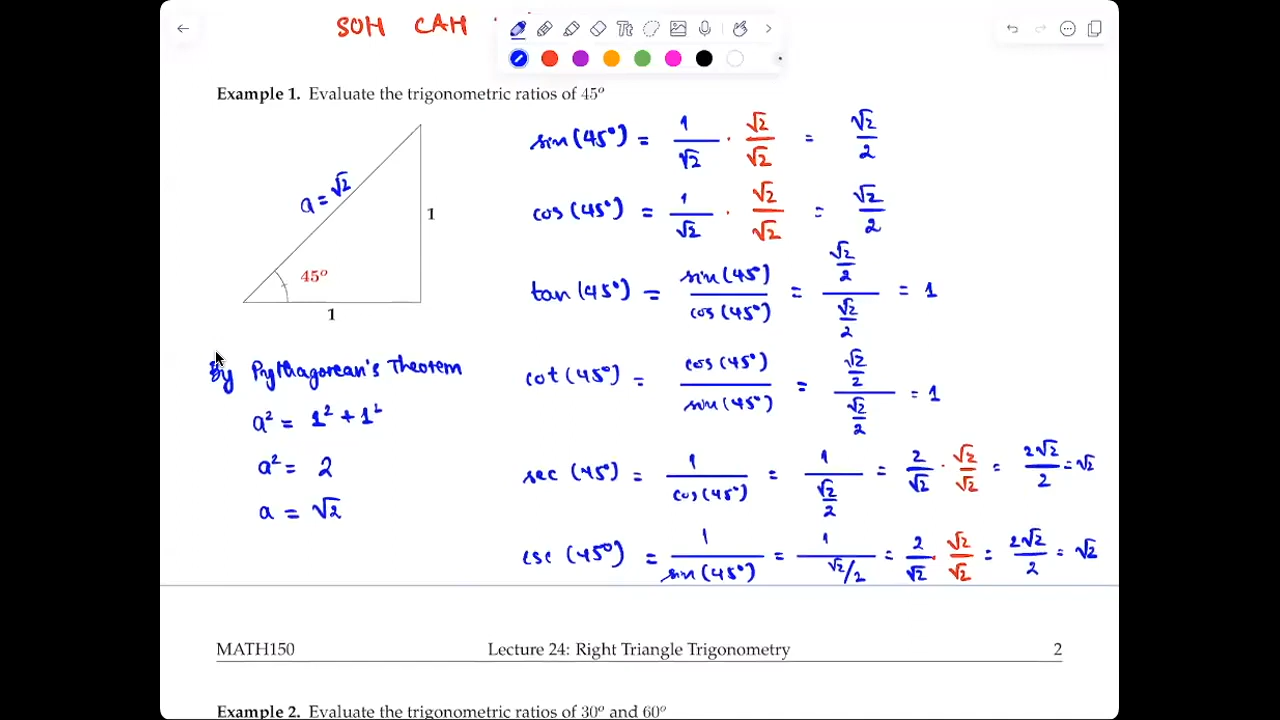 SOH CAH
Example 1. Evaluate the trigonometric ratios of 45°
a = √2
1
45°
1
By Pythagorean's Theorem
a² = 1² + 1²
a² = 2
a = √2
sin(45°) = 1/√2 · √2/√2 = √2/2
cos(45°) = 1/√2 · √2/√2 = √2/2
tan(45°) = sin(45°)/cos(45°) = (√2/2)/(√2/2) = 1
cot(45°) = cos(45°)/sin(45°) = (√2/2)/(√2/2) = 1
sec(45°) = 1/cos(45°) = 1/(√2/2) = 2/√2 · √2/√2 = 2√2/2 = √2
csc(45°) = 1/sin(45°) = 1/(√2/2) = 2/√2 · √2/√2 = 2√2/2 = √2
MATH150 Lecture 24: Right Triangle Trigonometry 2
Example 2. Evaluate the trigonometric ratios of 30° and 60°